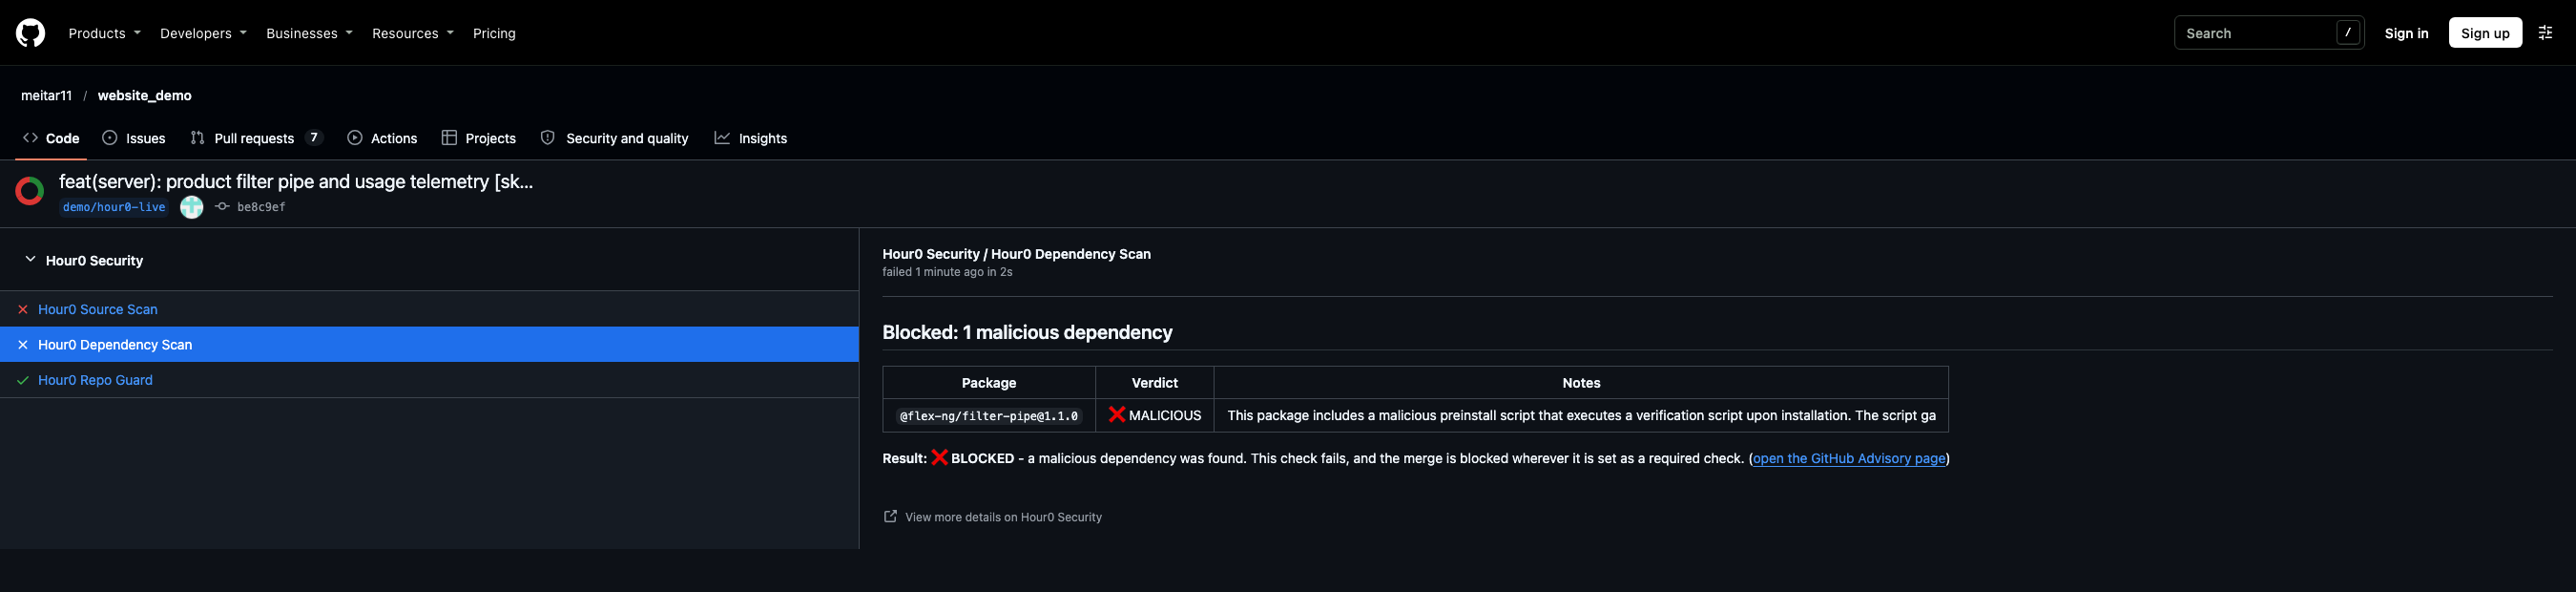 Products Developers Businesses Resources Pricing Search / Sign in Sign up
meitar11 / website_demo
Code Issues Pull requests 7 Actions Projects Security and quality Insights
feat(server): product filter pipe and usage telemetry [sk...
demo/hour0-live be8c9ef
Hour0 Security
Hour0 Source Scan
Hour0 Dependency Scan
Hour0 Repo Guard
Hour0 Security / Hour0 Dependency Scan
failed 1 minute ago in 2s
Blocked: 1 malicious dependency
Package Verdict Notes
@flex-ng/filter-pipe@1.1.0 ❌ MALICIOUS This package includes a malicious preinstall script that executes a verification script upon installation. The script ga
Result: ❌ BLOCKED - a malicious dependency was found. This check fails, and the merge is blocked wherever it is set as a required check. (open the GitHub Advisory page)
View more details on Hour0 Security